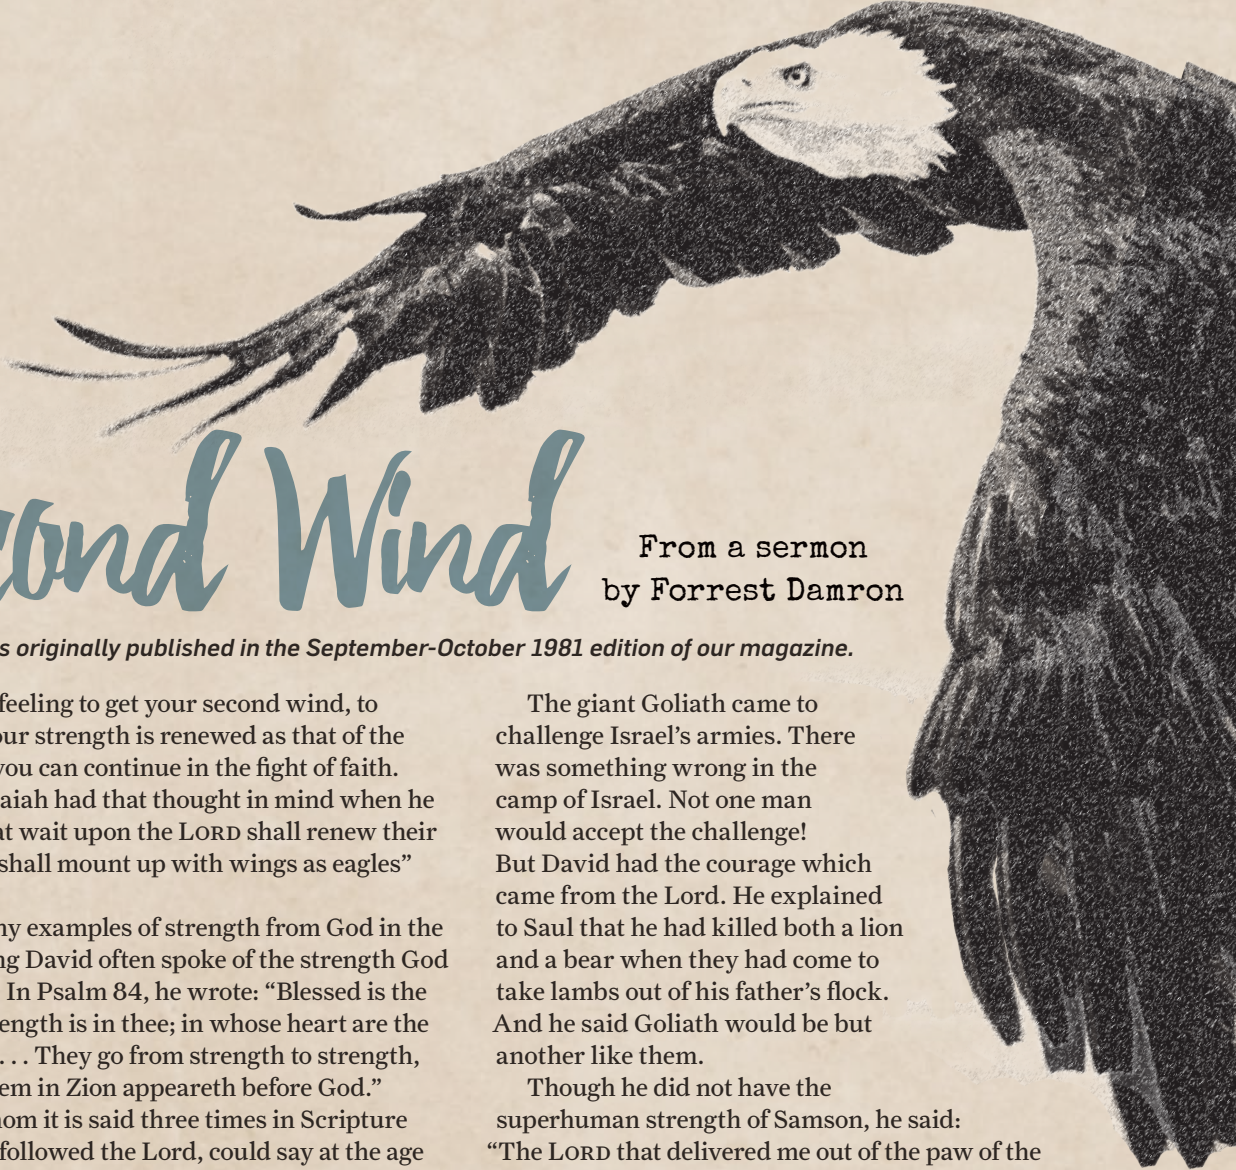 cond Wind
From a sermon
by Forrest Damron
s originally published in the September-October 1981 edition of our magazine.
feeling to get your second wind, to
our strength is renewed as that of the
you can continue in the fight of faith.
aiah had that thought in mind when he
at wait upon the LORD shall renew their
shall mount up with wings as eagles”
ny examples of strength from God in the
ng David often spoke of the strength God
In Psalm 84, he wrote: “Blessed is the
ength is in thee; in whose heart are the
. . . They go from strength to strength,
em in Zion appeareth before God.”
hom it is said three times in Scripture
followed the Lord, could say at the age
The giant Goliath came to
challenge Israel’s armies. There
was something wrong in the
camp of Israel. Not one man
would accept the challenge!
But David had the courage which
came from the Lord. He explained
to Saul that he had killed both a lion
and a bear when they had come to
take lambs out of his father’s flock.
And he said Goliath would be but
another like them.
Though he did not have the
superhuman strength of Samson, he said:
“The LORD that delivered me out of the paw of the